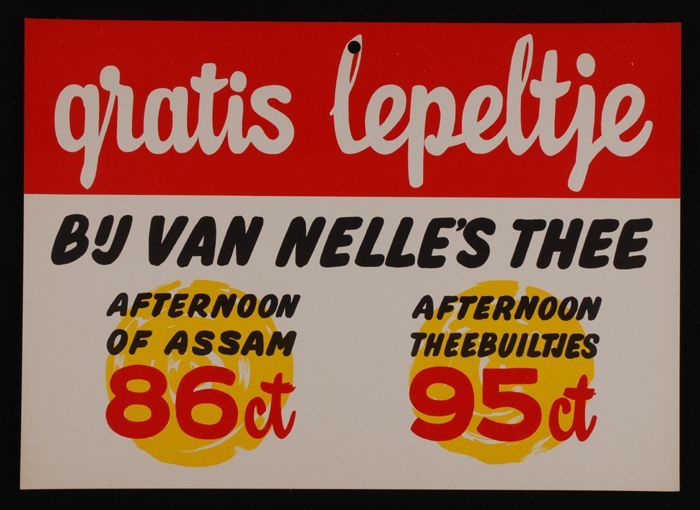 gratis lepeltje
BIJ VAN NELLE'S THEE
AFTERNOON
OF ASSAM
86ct
AFTERNOON
THEEBUILTJES
95ct